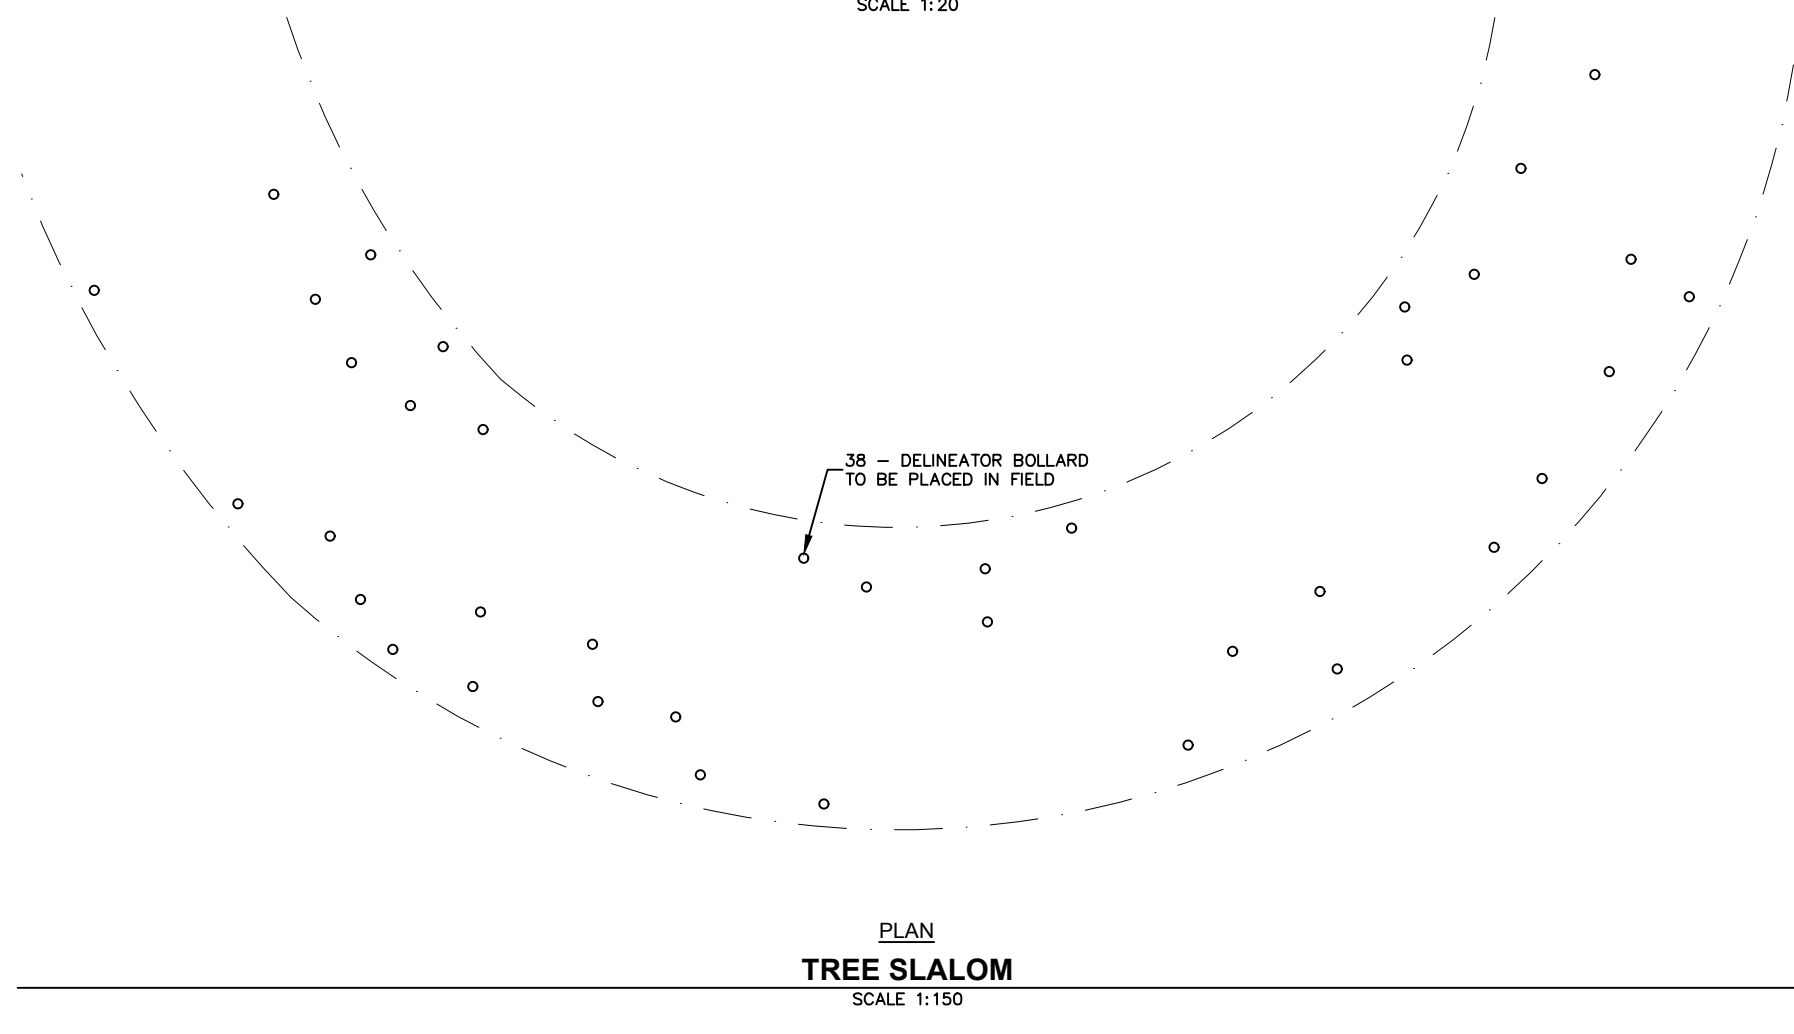 SCALE 1:20
38 – DELINEATOR BOLLARD
TO BE PLACED IN FIELD
PLAN
TREE SLALOM
SCALE 1:150